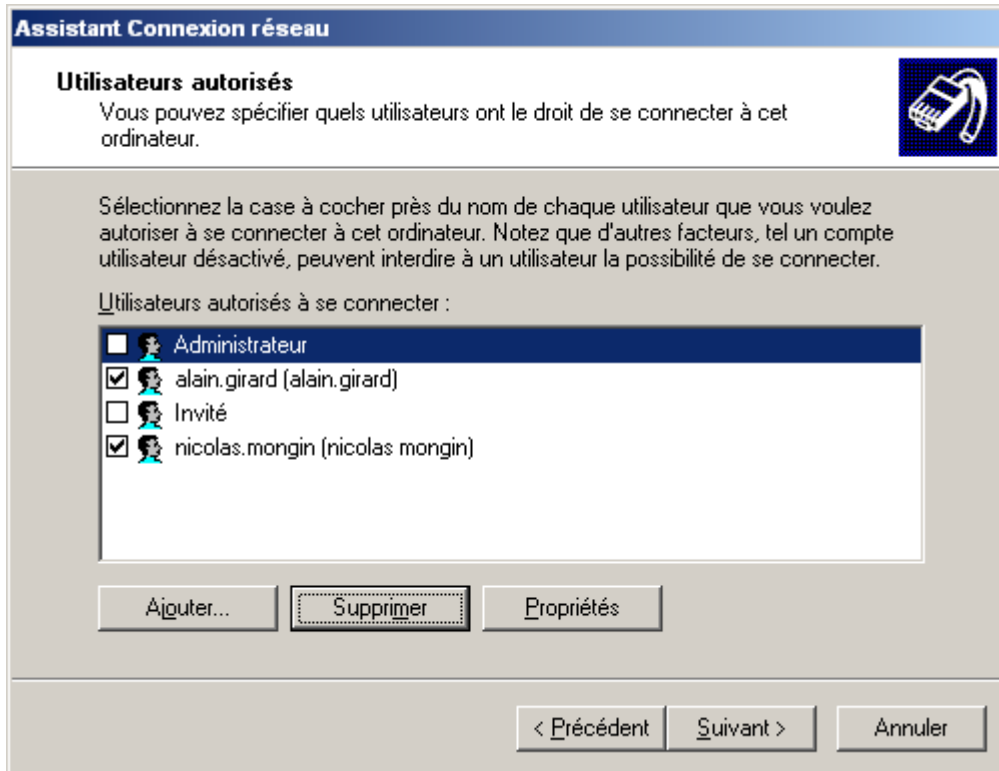 Assistant Connexion réseau
Utilisateurs autorisés
Vous pouvez spécifier quels utilisateurs ont le droit de se connecter à cet
ordinateur.
Sélectionnez la case à cocher près du nom de chaque utilisateur que vous voulez
autoriser à se connecter à cet ordinateur. Notez que d'autres facteurs, tel un compte
utilisateur désactivé, peuvent interdire à un utilisateur la possibilité de se connecter.
Utilisateurs autorisés à se connecter :
Administrateur
alain.girard (alain.girard)
Invité
nicolas.mongin (nicolas mongin)
Ajouter... Supprimer Propriétés
< Précédent Suivant > Annuler